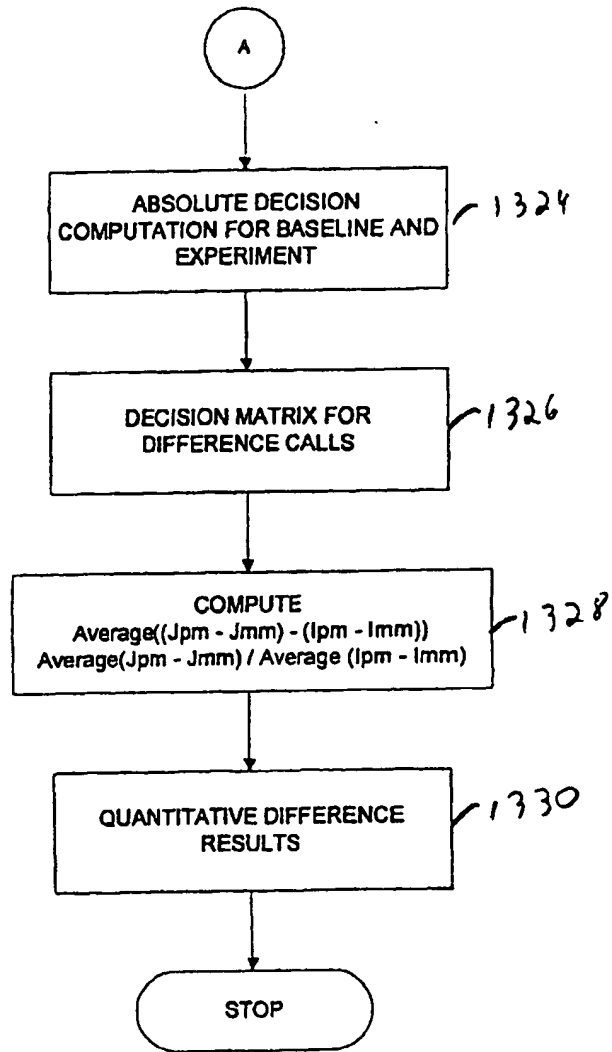 A
ABSOLUTE DECISION
COMPUTATION FOR BASELINE AND
EXPERIMENT
1324
DECISION MATRIX FOR
DIFFERENCE CALLS
1326
COMPUTE
Average((Jpm - Jmm) - (Ipm - Imm))
Average(Jpm - Jmm) / Average (Ipm - Imm)
1328
QUANTITATIVE DIFFERENCE
RESULTS
1330
STOP